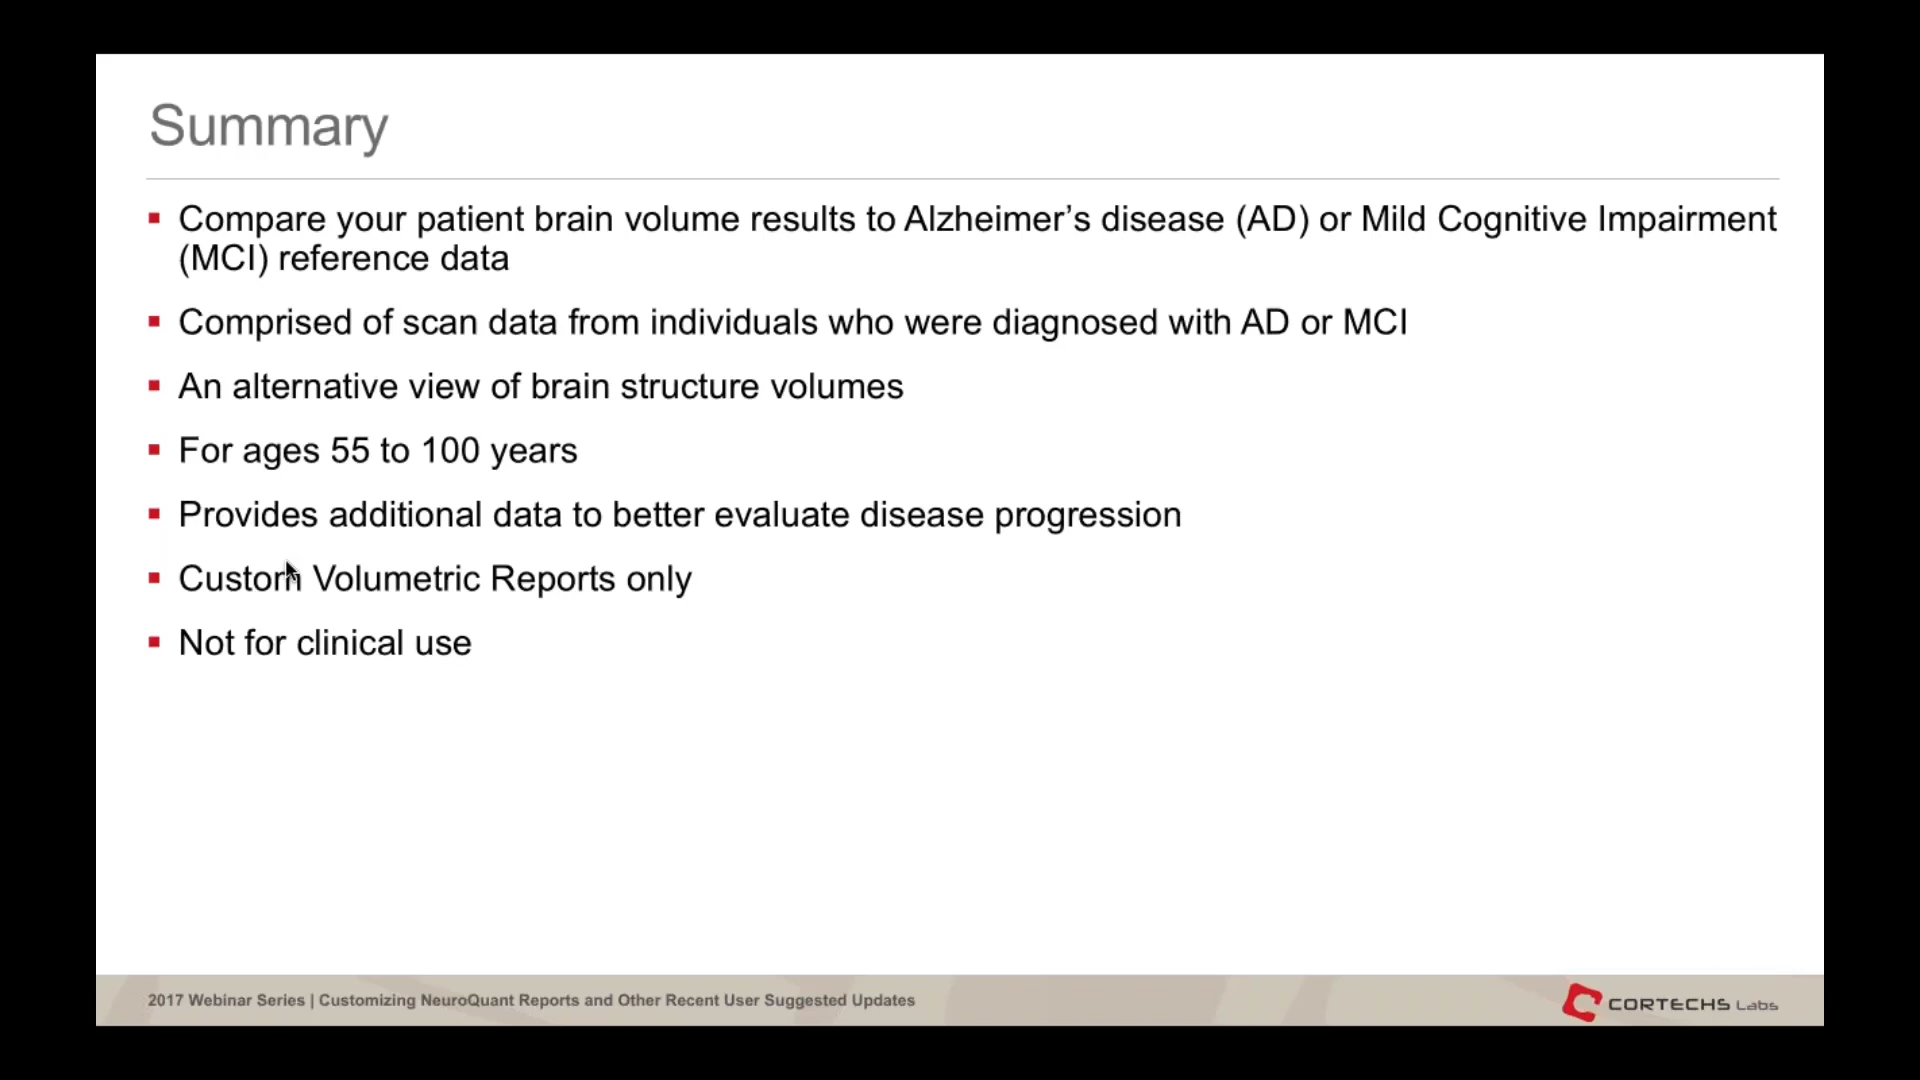 Summary
Compare your patient brain volume results to Alzheimer’s disease (AD) or Mild Cognitive Impairment
(MCI) reference data
Comprised of scan data from individuals who were diagnosed with AD or MCI
An alternative view of brain structure volumes
For ages 55 to 100 years
Provides additional data to better evaluate disease progression
Custom Volumetric Reports only
Not for clinical use
2017 Webinar Series | Customizing NeuroQuant Reports and Other Recent User Suggested Updates
CORTECHS Labs